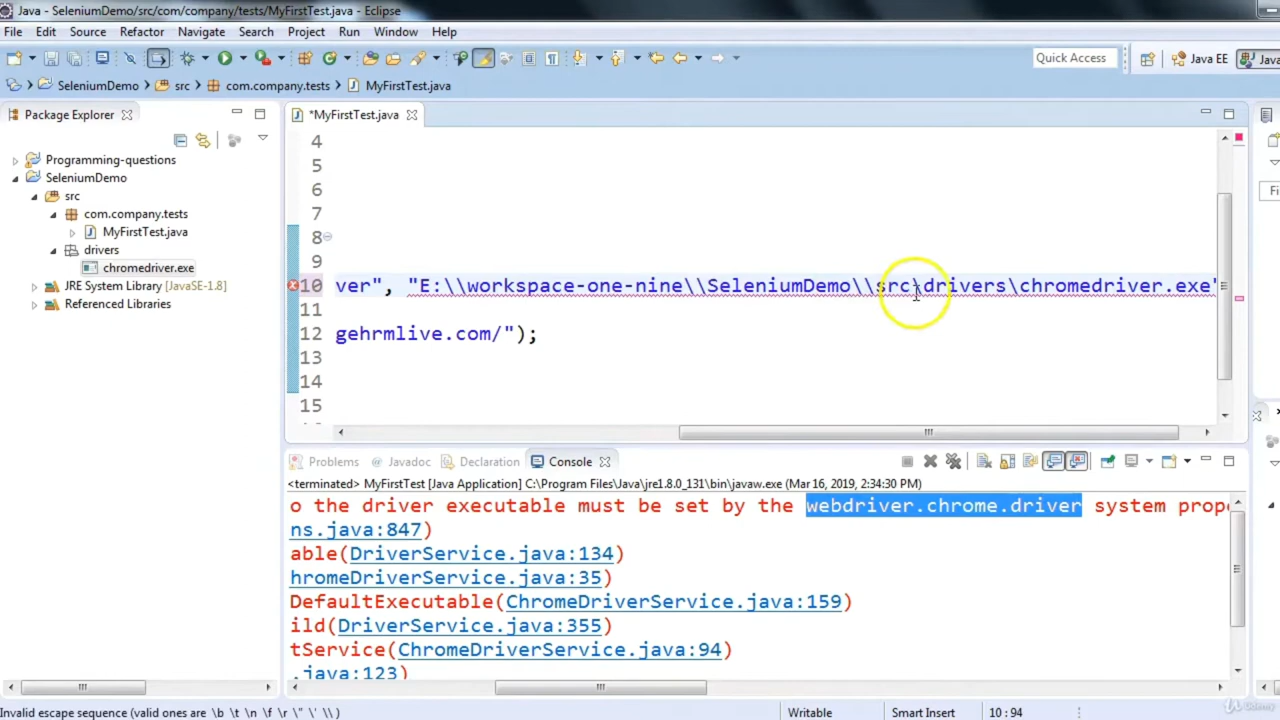 Java - SeleniumDemo/src/com/company/tests/MyFirstTest.java - Eclipse
File Edit Source Refactor Navigate Search Project Run Window Help
Quick Access
Java EE
Java
SeleniumDemo
src
com.company.tests
MyFirstTest.java
Package Explorer
Programming-questions
SeleniumDemo
src
com.company.tests
MyFirstTest.java
drivers
chromedriver.exe
JRE System Library [JavaSE-1.8]
Referenced Libraries
*MyFirstTest.java
4
5
6
7
8
9
10 ver", "E:\\workspace-one-nine\\SeleniumDemo\\src\drivers\chromedriver.exe"
11
12 gehrmlive.com/");
13
14
15
Fi
Problems
Javadoc
Declaration
Console
<terminated> MyFirstTest [Java Application] C:\Program Files\Java\jre1.8.0_131\bin\javaw.exe (Mar 16, 2019, 2:34:30 PM)
o the driver executable must be set by the webdriver.chrome.driver system prope
ns.java:847)
able(DriverService.java:134)
hromeDriverService.java:35)
DefaultExecutable(ChromeDriverService.java:159)
ild(DriverService.java:355)
tService(ChromeDriverService.java:94)
.java:123)
Invalid escape sequence (valid ones are \b \t \n \f \r \" \' \\ )
Writable
Smart Insert
10 : 94
Udemy